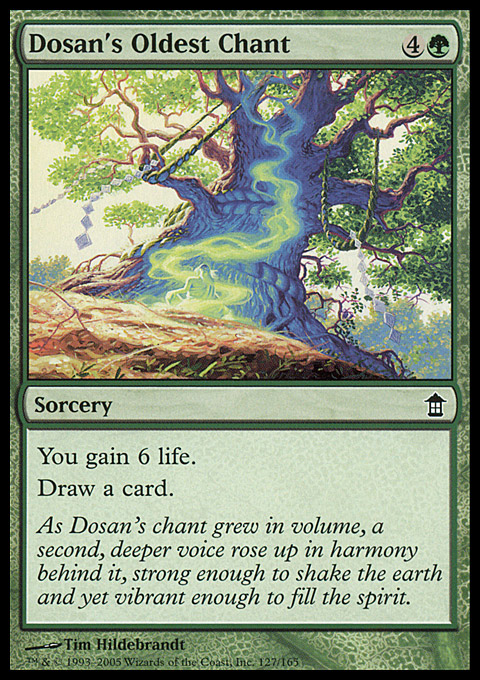 Dosan's Oldest Chant 4
Sorcery
You gain 6 life.
Draw a card.
As Dosan's chant grew in volume, a
second, deeper voice rose up in harmony
behind it, strong enough to shake the earth
and yet vibrant enough to fill the spirit.
Tim Hildebrandt
™ & © 1993–2005 Wizards of the Coast, Inc. 127/165